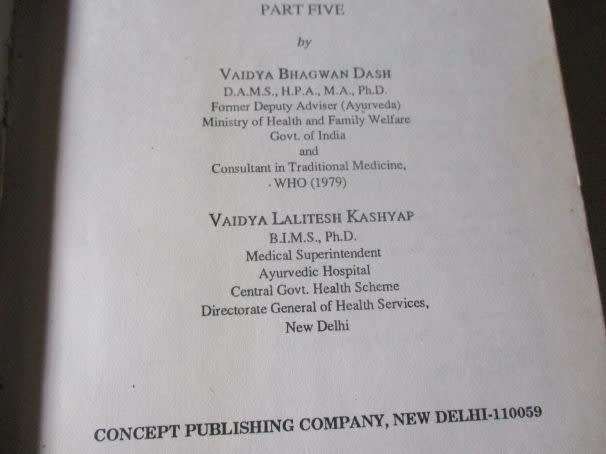 PART FIVE
by
VAIDYA BHAGWAN DASH
D.A.M.S., H.P.A., M.A., Ph.D.
Former Deputy Adviser (Ayurveda)
Ministry of Health and Family Welfare
Govt. of India
and
Consultant in Traditional Medicine,
WHO (1979)
VAIDYA LALITESH KASHYAP
B.I.M.S., Ph.D.
Medical Superintendent
Ayurvedic Hospital
Central Govt. Health Scheme
Directorate General of Health Services,
New Delhi
CONCEPT PUBLISHING COMPANY, NEW DELHI-110059